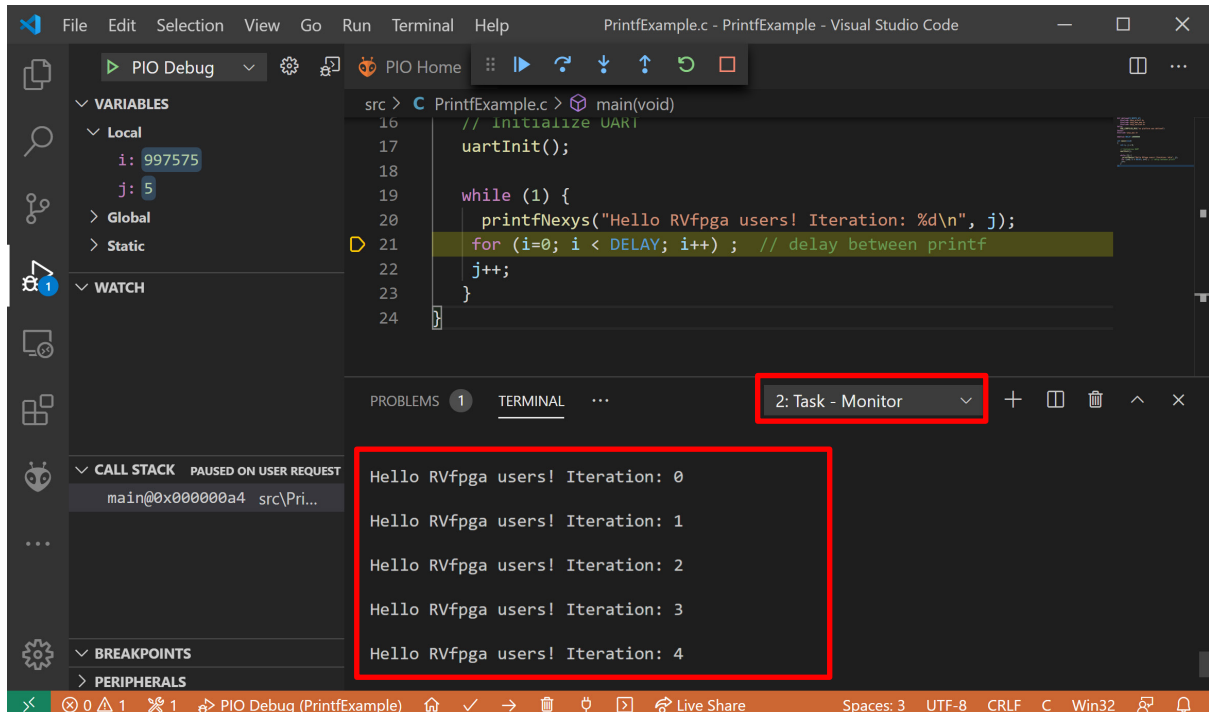 File Edit Selection View Go Run Terminal Help PrintfExample.c - PrintfExample - Visual Studio Code
PIO Debug
PIO Home
VARIABLES
Local
i: 997575
j: 5
Global
Static
WATCH
CALL STACK PAUSED ON USER REQUEST
main@0x000000a4 src\Pri...
BREAKPOINTS
PERIPHERALS
src > C PrintfExample.c > main(void)
16 // Initialize UART
17 uartInit();
18
19 while (1) {
20 printfNexys("Hello RVfpga users! Iteration: %d\n", j);
21 for (i=0; i < DELAY; i++) ; // delay between printf
22 j++;
23 }
24 }
PROBLEMS 1 TERMINAL ... 2: Task - Monitor
Hello RVfpga users! Iteration: 0
Hello RVfpga users! Iteration: 1
Hello RVfpga users! Iteration: 2
Hello RVfpga users! Iteration: 3
Hello RVfpga users! Iteration: 4
1
0 1 1 PIO Debug (PrintfExample) Live Share Spaces: 3 UTF-8 CRLF C Win32